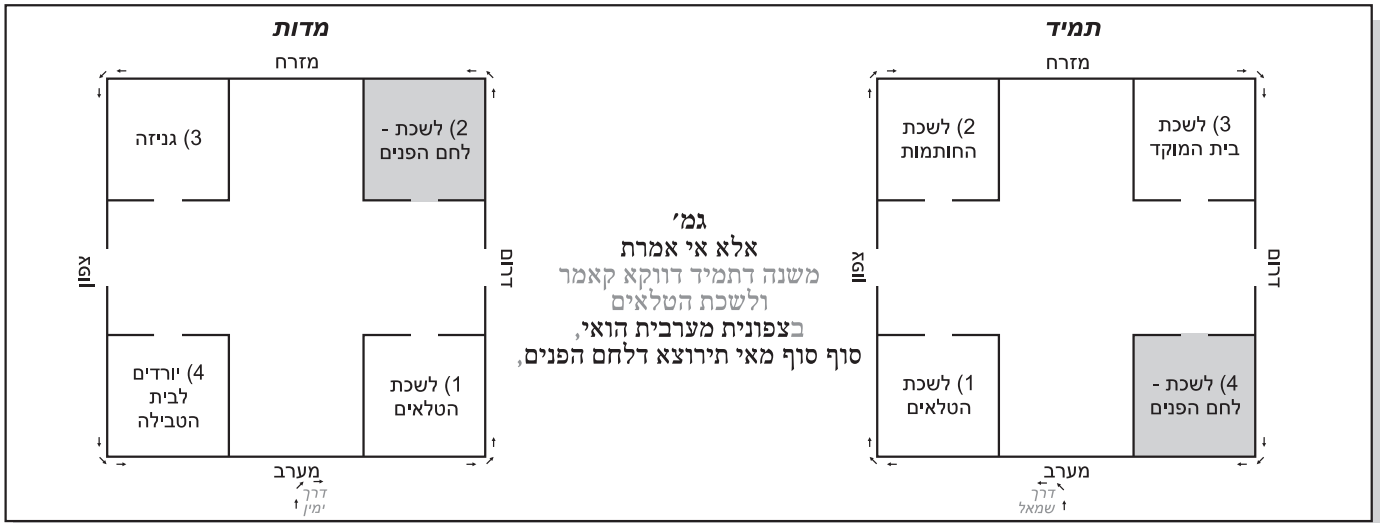 תמיד
מזרח
3) לשכת
בית המוקד
2) לשכת
החותמות
דרום
צפון
4) לשכת -
לחם הפנים
1) לשכת
הטלאים
מערב
דרך
שמאל
גמ׳
אלא אי אמרת
משנה דתמיד דווקא קאמר
ולשכת הטלאים
בצפונית מערבית הואי,
סוף סוף מאי תירוצא דלחם הפנים,
מדות
מזרח
2) לשכת -
לחם הפנים
3) גניזה
דרום
צפון
1) לשכת
הטלאים
4) יורדים
לבית
הטבילה
מערב
דרך
ימין